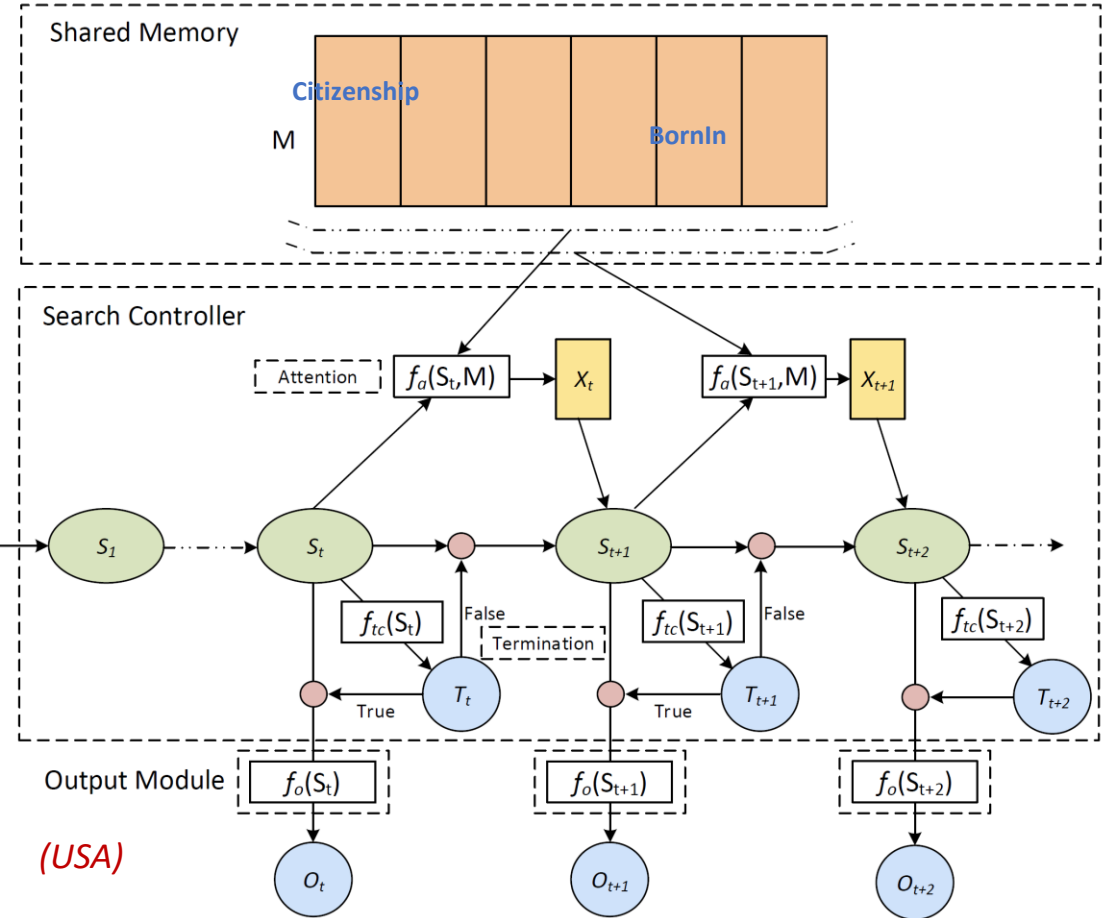 Shared Memory
Citizenship
M
BornIn
Search Controller
Attention
fa(St,M)
Xt
fa(St+1,M)
Xt+1
S1
St
St+1
St+2
ftc(St)
False
ftc(St+1)
False
ftc(St+2)
Termination
Tt
Tt+1
Tt+2
True
True
Output Module
fo(St)
fo(St+1)
fo(St+2)
(USA)
Ot
Ot+1
Ot+2